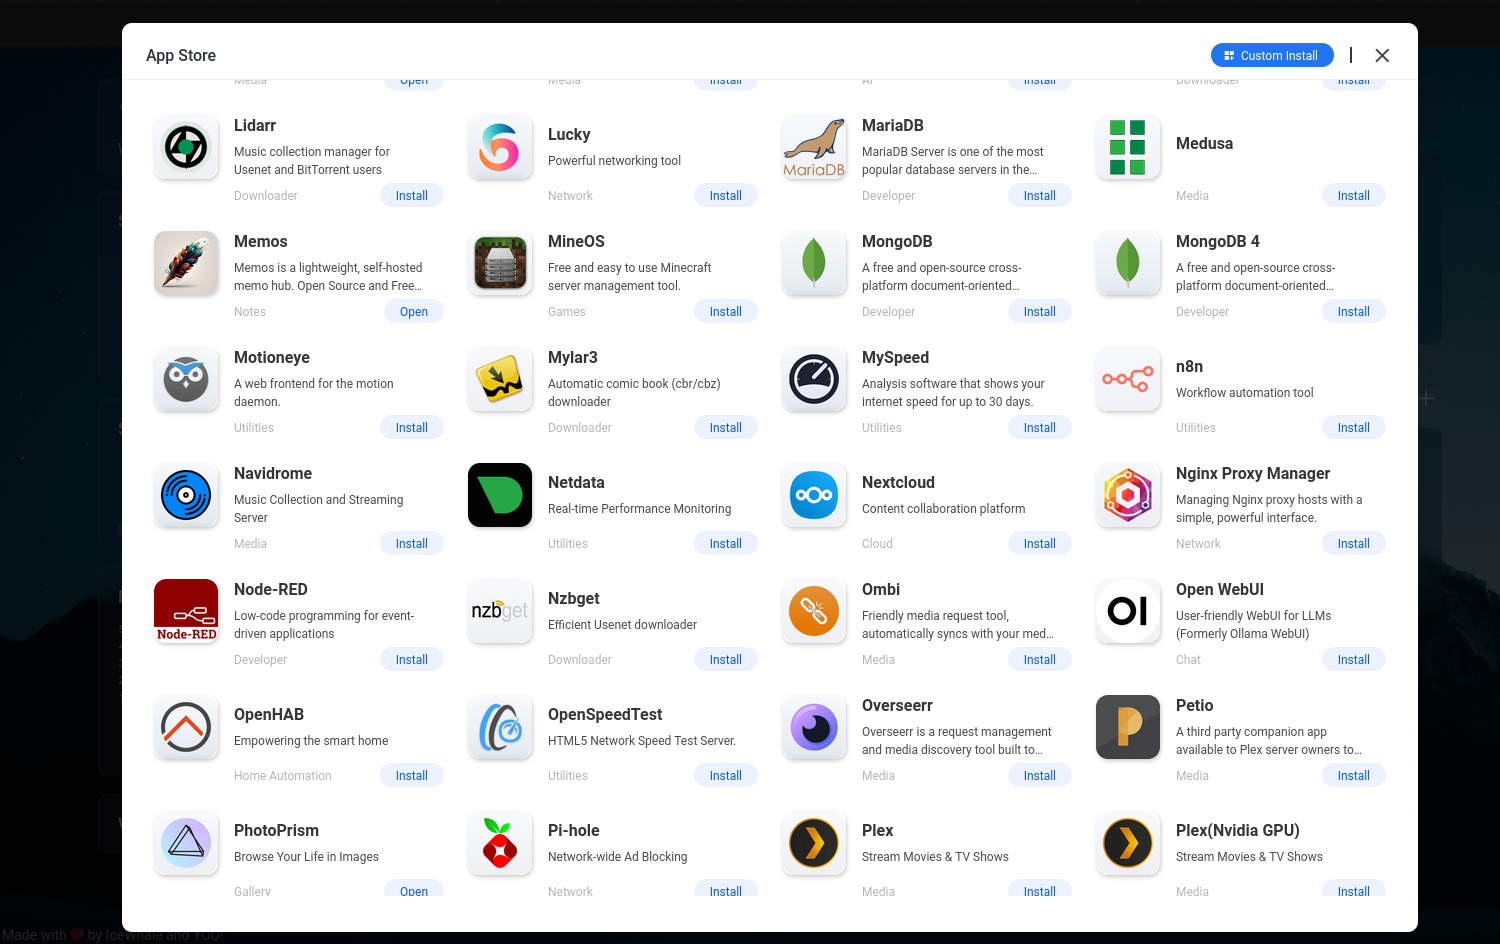 App Store
Custom Install
Media
Open
Media
Install
AI
Install
Downloader
Install
Lidarr
Music collection manager for
Usenet and BitTorrent users
Downloader
Install
Lucky
Powerful networking tool
Network
Install
MariaDB
MariaDB
MariaDB Server is one of the most
popular database servers in the...
Developer
Install
Medusa
Media
Install
Memos
Memos is a lightweight, self-hosted
memo hub. Open Source and Free...
Notes
Open
MineOS
Free and easy to use Minecraft
server management tool.
Games
Install
MongoDB
A free and open-source cross-
platform document-oriented...
Developer
Install
MongoDB 4
A free and open-source cross-
platform document-oriented...
Developer
Install
Motioneye
A web frontend for the motion
daemon.
Utilities
Install
Mylar3
Automatic comic book (cbr/cbz)
downloader
Downloader
Install
MySpeed
Analysis software that shows your
internet speed for up to 30 days.
Utilities
Install
n8n
Workflow automation tool
Utilities
Install
Navidrome
Music Collection and Streaming
Server
Media
Install
Netdata
Real-time Performance Monitoring
Utilities
Install
Nextcloud
Content collaboration platform
Cloud
Install
Nginx Proxy Manager
Managing Nginx proxy hosts with a
simple, powerful interface.
Network
Install
Node-RED
Node-RED
Low-code programming for event-
driven applications
Developer
Install
nzbget
Nzbget
Efficient Usenet downloader
Downloader
Install
Ombi
Friendly media request tool,
automatically syncs with your med...
Media
Install
OI
Open WebUI
User-friendly WebUI for LLMs
(Formerly Ollama WebUI)
Chat
Install
OpenHAB
Empowering the smart home
Home Automation
Install
OpenSpeedTest
HTML5 Network Speed Test Server.
Utilities
Install
Overseerr
Overseerr is a request management
and media discovery tool built to...
Media
Install
Petio
A third party companion app
available to Plex server owners to...
Media
Install
PhotoPrism
Browse Your Life in Images
Gallery
Open
Pi-hole
Network-wide Ad Blocking
Network
Install
Plex
Stream Movies & TV Shows
Media
Install
Plex(Nvidia GPU)
Stream Movies & TV Shows
Media
Install
Made with ❤ by IceWhale and YOU!